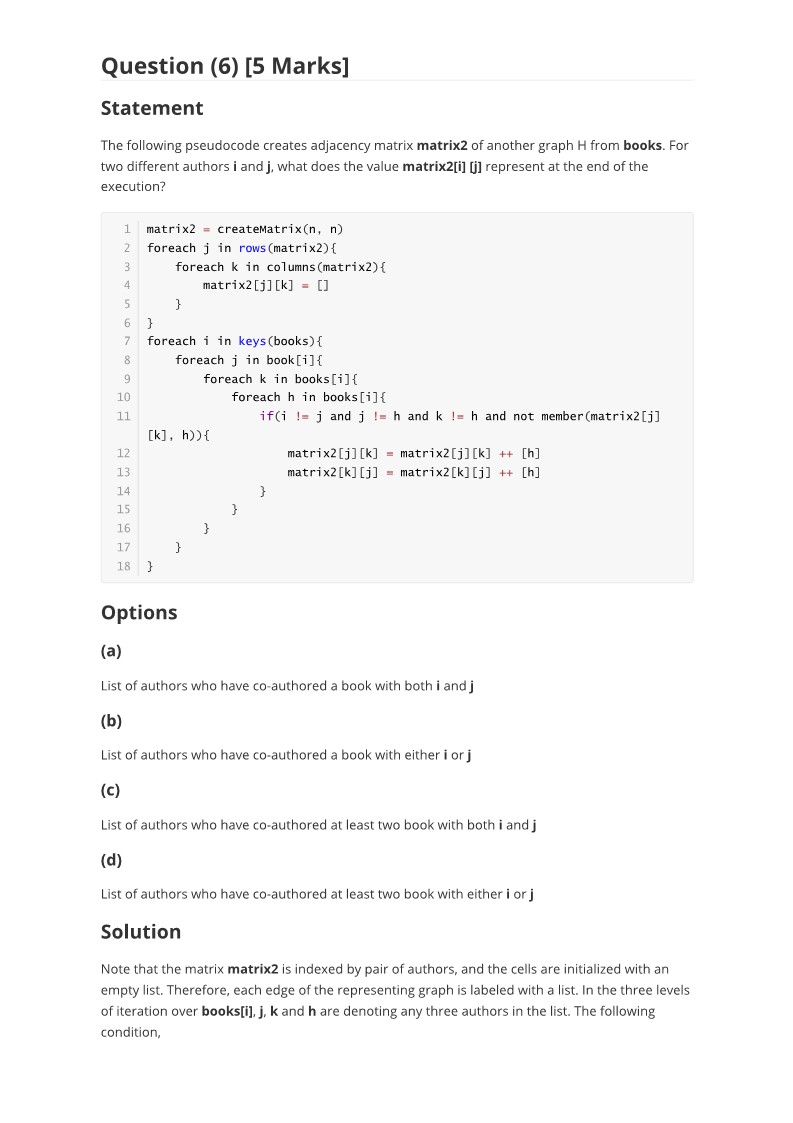 Question (6) [5 Marks]
Statement
The following pseudocode creates adjacency matrix matrix2 of another graph H from books. For
two different authors i and j, what does the value matrix2[i] [j] represent at the end of the
execution?
1 matrix2 = createMatrix(n, n)
2 foreach j in rows(matrix2){
3 foreach k in columns(matrix2){
4 matrix2[j][k] = []
5 }
6 }
7 foreach i in keys(books){
8 foreach j in book[i]{
9 foreach k in books[i]{
10 foreach h in books[i]{
11 if(i != j and j != h and k != h and not member(matrix2[j]
[k], h)){
12 matrix2[j][k] = matrix2[j][k] ++ [h]
13 matrix2[k][j] = matrix2[k][j] ++ [h]
14 }
15 }
16 }
17 }
18 }
Options
(a)
List of authors who have co-authored a book with both i and j
(b)
List of authors who have co-authored a book with either i or j
(c)
List of authors who have co-authored at least two book with both i and j
(d)
List of authors who have co-authored at least two book with either i or j
Solution
Note that the matrix matrix2 is indexed by pair of authors, and the cells are initialized with an
empty list. Therefore, each edge of the representing graph is labeled with a list. In the three levels
of iteration over books[i], j, k and h are denoting any three authors in the list. The following
condition,